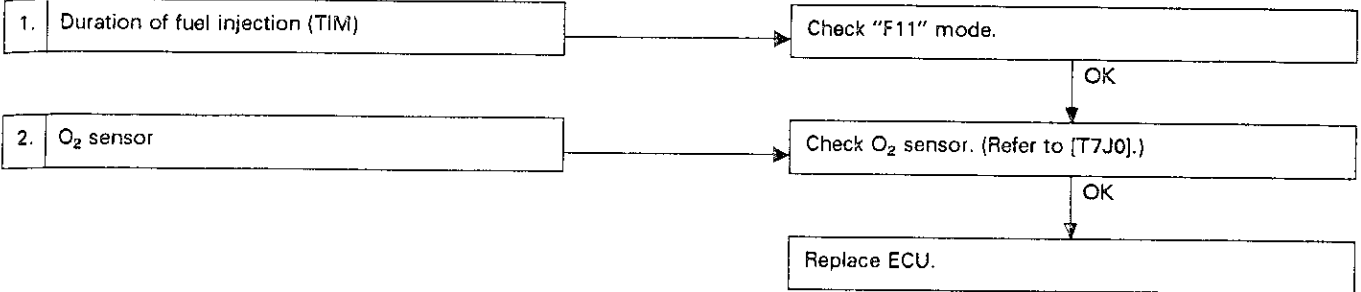 1. Duration of fuel injection (TIM)
Check "F11" mode.
OK
2. O₂ sensor
Check O₂ sensor. (Refer to [T7J0].)
OK
Replace ECU.